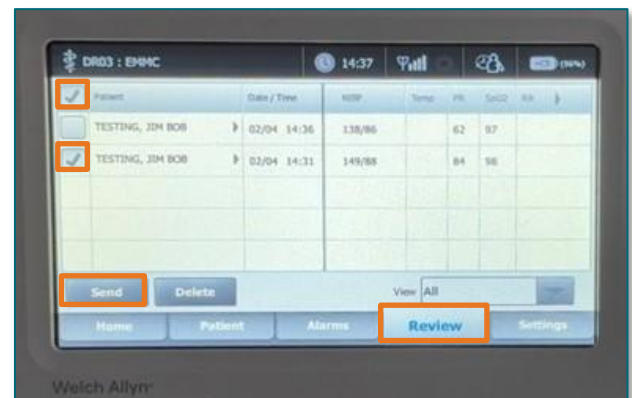 DR03 : EMMC 14:37 (96%)
Patient Date / Time NIBP Temp PR SpO2 RR
TESTING, JIM BOB 02/04 14:36 138/86 62 97
TESTING, JIM BOB 02/04 14:31 149/88 84 98
Send Delete View All
Home Patient Alarms Review Settings
Welch Allyn